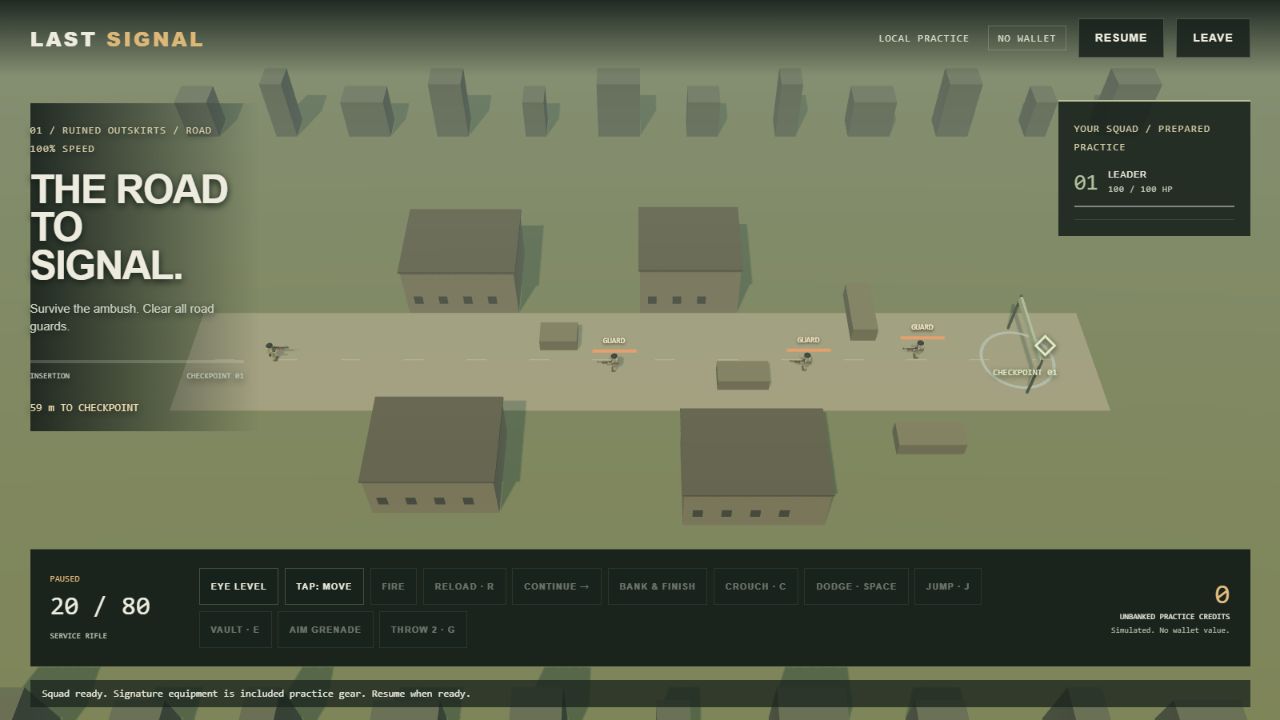 LAST SIGNAL
LOCAL PRACTICE
NO WALLET
RESUME
LEAVE
01 / RUINED OUTSKIRTS / ROAD
100% SPEED
THE ROAD
TO
SIGNAL.
Survive the ambush. Clear all road
guards.
INSERTION
CHECKPOINT 01
59 m TO CHECKPOINT
YOUR SQUAD / PREPARED
PRACTICE
01
LEADER
100 / 100 HP
GUARD
GUARD
GUARD
CHECKPOINT 01
PAUSED
20 / 80
SERVICE RIFLE
EYE LEVEL
TAP: MOVE
FIRE
RELOAD · R
CONTINUE →
BANK & FINISH
CROUCH · C
DODGE · SPACE
JUMP · J
VAULT · E
AIM GRENADE
THROW 2 · G
0
UNBANKED PRACTICE CREDITS
Simulated. No wallet value.
Squad ready. Signature equipment is included practice gear. Resume when ready.